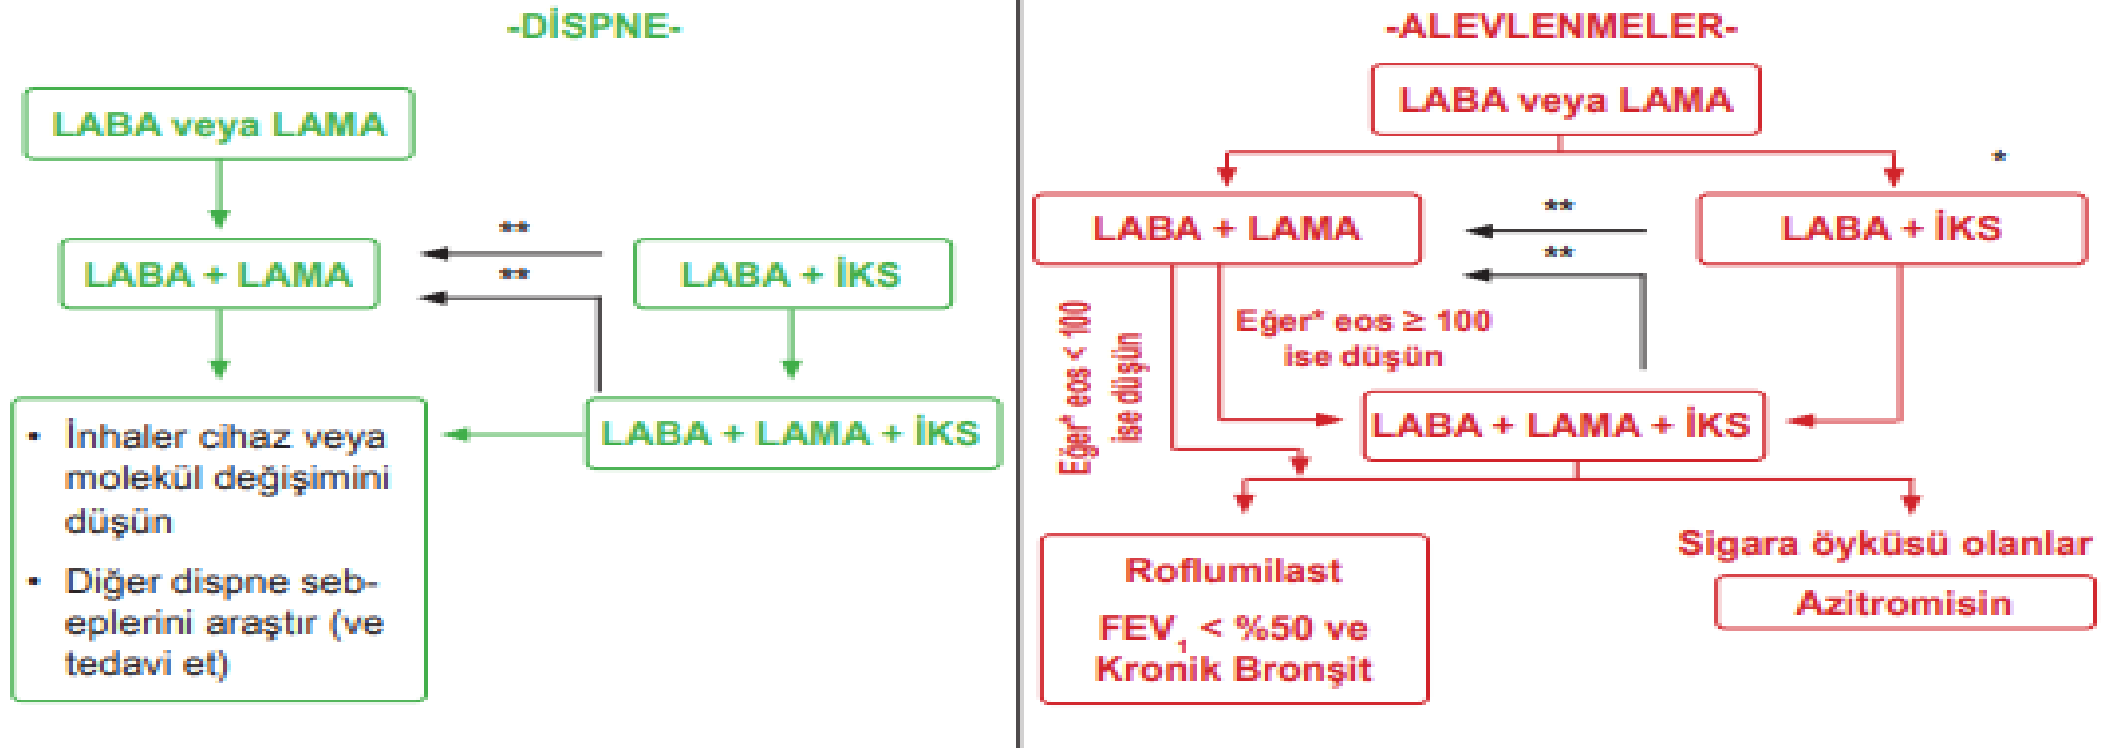 -DİSPNE-
LABA veya LAMA
LABA + LAMA
**
**
LABA + İKS
LABA + LAMA + İKS
• İnhaler cihaz veya
molekül değişimini
düşün
• Diğer dispne seb-
eplerini araştır (ve
tedavi et)
-ALEVLENMELER-
LABA veya LAMA
*
LABA + LAMA
**
**
LABA + İKS
Eğer* eos < 100
ise düşün
Eğer* eos ≥ 100
ise düşün
LABA + LAMA + İKS
Roflumilast
FEV₁ < %50 ve
Kronik Bronşit
Sigara öyküsü olanlar
Azitromisin